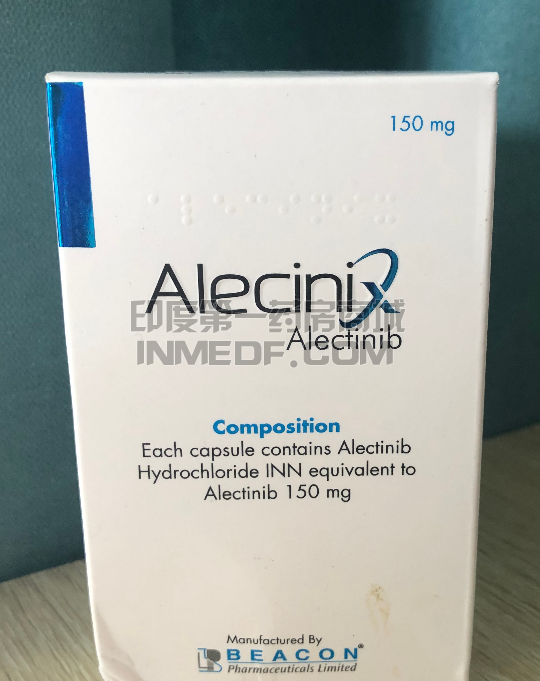 150 mg
Alecinix
印度第一药房商城
Alectinib
INMEDF.COM
Composition
Each capsule contains Alectinib
Hydrochloride INN equivalent to
Alectinib 150 mg
Manufactured By
BEACON®
Pharmaceuticals Limited